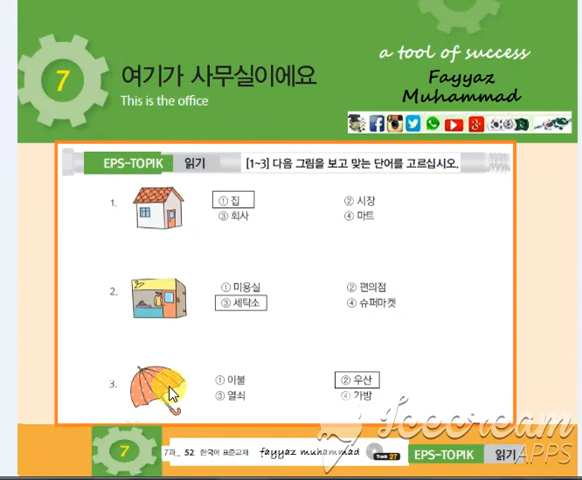 7
여기가 사무실이에요
This is the office
a tool of success
Fayyaz
Muhammad
EPS-TOPIK 읽기 [1~3] 다음 그림을 보고 맞는 단어를 고르십시오.
1. ① 집 ② 시장
③ 회사 ④ 마트
2. ① 미용실 ② 편의점
③ 세탁소 ④ 슈퍼마켓
3. ① 이불 ② 우산
③ 열쇠 ④ 가방
7 7과_ 52 한국어 표준교재 fayyaz muhammad Track 27 EPS-TOPIK 읽기
Icecream
APPS